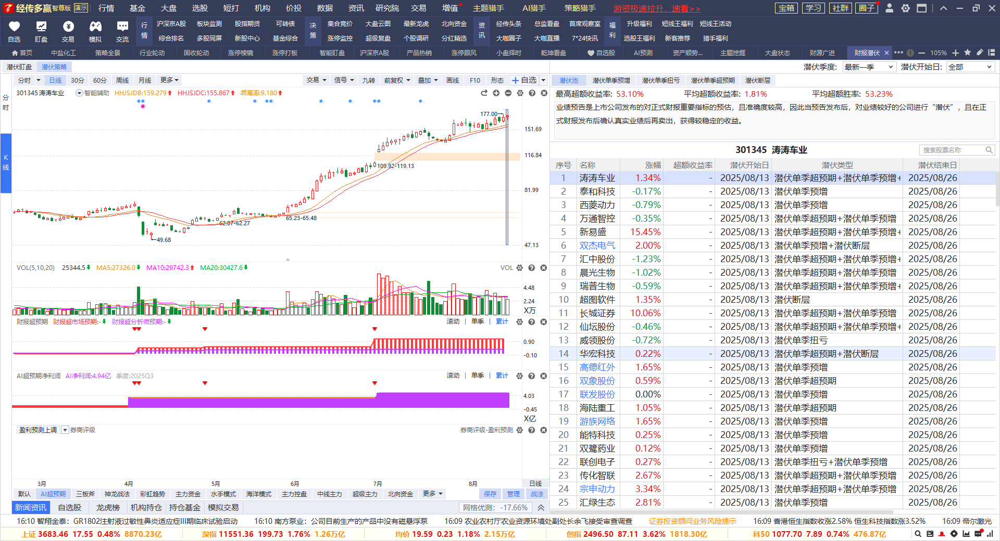 经传多赢 智尊版 演示 行情 基金 大盘 选股 短打 机构 价投 数据 资讯 研究院 交易 增值 主题猎手 AI猎手 策略猎手 游资极速拉升，速看>> 宝箱 学习 社群 圈子
自选 盯盘 交易 模拟 交流
行情 沪深京A股 板块监测 股指期货 可转债 决策 集合竞价 大盘云图 最新龙虎 北向资金 资讯 经传头条 总监看盘 首席观察室 福利 升级福利 短线王福利 短线王活动
综合排名 多股同屏 新股中心 基金综合 涨停监控 超级复盘 个股调研 分红精选 大咖圈子 大咖直播 7*24快讯 选股王福利 新客推荐 猎手福利
首页 中盐化工 策略全景 行业轮动 固收轮动 涨停棱镜 涨停打板 智能盯盘 沪深京A股 产品热销 涨停跟风 小盘择时 乾坤看盘 自选股 AI预测 资产顺势... 主题挖掘 大盘状态 财源广进 财报潜伏 105%
潜伏盯盘 潜伏策略
潜伏季度: 最新一季 潜伏开始日: 全部
分时 日线 30分 60分 周线 月线 更多 交易 信号 九转 前复权 叠加 画线 F10 形态 自选
分时
K线
301345 涛涛车业 智能辅助 HHJSJDB:159.279 HHJSJDC:155.867 乖离率:9.180
177.00
151.69
116.84
109.92-119.13
81.99
65.23-65.48
62.07-62.27
49.68
47.13
VOL(5,10,20) 25344.5 MA5:27326.0 MA10:29742.3 MA20:30427.6 VOL
4.48
2.24
X万
财报超预期 财报超市场预期:- 财报超分析师预期:- 滚动 单季 累计
0.90
-0.10
AI超预期净利润 AI净利润:4.94亿 季度:2025Q3 滚动 单季 累计
4.03
-0.45
X亿
盈利预测上调 券商评级 券商评级-盈利预测
3月 4月 5月 6月 7月 8月 日线
默认 AI超预期 三板斧 神龙战法 彩虹趋势 主力资金 水手模式 海洋模式 主力控盘 中线主力 超级主力 北向资金 更多 保存 管理 战法
新闻资讯 自选股 龙虎榜 机构持仓 持仓基金 模拟交易 网格优测: -17.66%
潜伏池 潜伏单季预增 潜伏单季扭亏 潜伏单季超预期 潜伏断层
最高超额收益率: 53.10% 平均超额收益率: 1.81% 平均超额胜率: 53.23%
业绩预告是上市公司发布的对正式财报重要指标的预估，且准确度较高，因此当预告发布后，对业绩较好的公司进行“潜伏”，且在正
式财报发布后确认真实业绩后再卖出，获得较稳定的收益。
301345 涛涛车业 搜索股票名称
序号 名称 涨幅 超额收益率 潜伏开始日 潜伏类型 潜伏结束日
1 涛涛车业 1.34% - 2025/08/13 潜伏单季超预期+潜伏单季预增+ 2025/08/26
2 泰和科技 -0.17% - 2025/08/13 潜伏单季预增 2025/08/26
3 西菱动力 -0.79% - 2025/08/13 潜伏单季预增 2025/08/26
4 万通智控 -0.35% - 2025/08/13 潜伏单季超预期+潜伏单季预增 2025/08/26
5 新易盛 15.45% - 2025/08/13 潜伏单季超预期+潜伏单季预增+ 2025/08/26
6 双杰电气 2.00% - 2025/08/13 潜伏单季预增+潜伏断层 2025/08/26
7 汇中股份 -1.23% - 2025/08/13 潜伏单季超预期+潜伏单季预增+ 2025/08/26
8 晨光生物 -1.02% - 2025/08/13 潜伏单季超预期+潜伏单季预增 2025/08/26
9 瑞普生物 -0.59% - 2025/08/13 潜伏单季超预期+潜伏单季预增+ 2025/08/26
10 超图软件 1.35% - 2025/08/13 潜伏断层 2025/08/26
11 长城证券 10.06% - 2025/08/13 潜伏单季超预期+潜伏单季预增 2025/08/26
12 仙坛股份 -0.46% - 2025/08/13 潜伏单季超预期+潜伏单季预增+ 2025/08/26
13 威领股份 -0.72% - 2025/08/13 潜伏单季扭亏 2025/08/26
14 华宏科技 0.22% - 2025/08/13 潜伏单季超预期+潜伏断层 2025/08/26
15 高德红外 1.65% - 2025/08/13 潜伏单季预增 2025/08/26
16 双象股份 0.59% - 2025/08/13 潜伏单季超预期 2025/08/26
17 联发股份 0.00% - 2025/08/13 潜伏单季预增 2025/08/26
18 海陆重工 1.05% - 2025/08/13 潜伏单季超预期 2025/08/26
19 游族网络 1.65% - 2025/08/13 潜伏单季预增 2025/08/26
20 能特科技 0.25% - 2025/08/13 潜伏单季预增 2025/08/26
21 双鹭药业 0.12% - 2025/08/13 潜伏单季预增 2025/08/26
22 联创电子 0.27% - 2025/08/13 潜伏单季扭亏+潜伏单季预增 2025/08/26
23 传化智联 2.67% - 2025/08/13 潜伏单季超预期+潜伏单季预增 2025/08/26
24 宗申动力 3.34% - 2025/08/13 潜伏单季超预期+潜伏单季预增 2025/08/26
25 汇绿生态 2.81% - 2025/08/13 潜伏单季预增 2025/08/26
16:10 智翔金泰：GR1802注射液过敏性鼻炎适应症III期临床试验启动 16:10 南方泵业：公司目前生产的产品中没有磁悬浮泵 16:09 农业农村厅农业资源环境处副处长余飞接受审查调查 证券投资顾问业务风险提示 16:09 香港恒生指数收涨2.58% 恒生科技指数涨3.52% 16:09 帝尔激光:
上证 3683.46 17.55 0.48% 8870.23亿 深指 11551.36 199.73 1.76% 1.26万亿 均价 19.59 0.23 1.18% 2.15万亿 创指 2496.50 87.11 3.62% 1818.30亿 科50 1077.70 7.89 0.74% 476.87亿